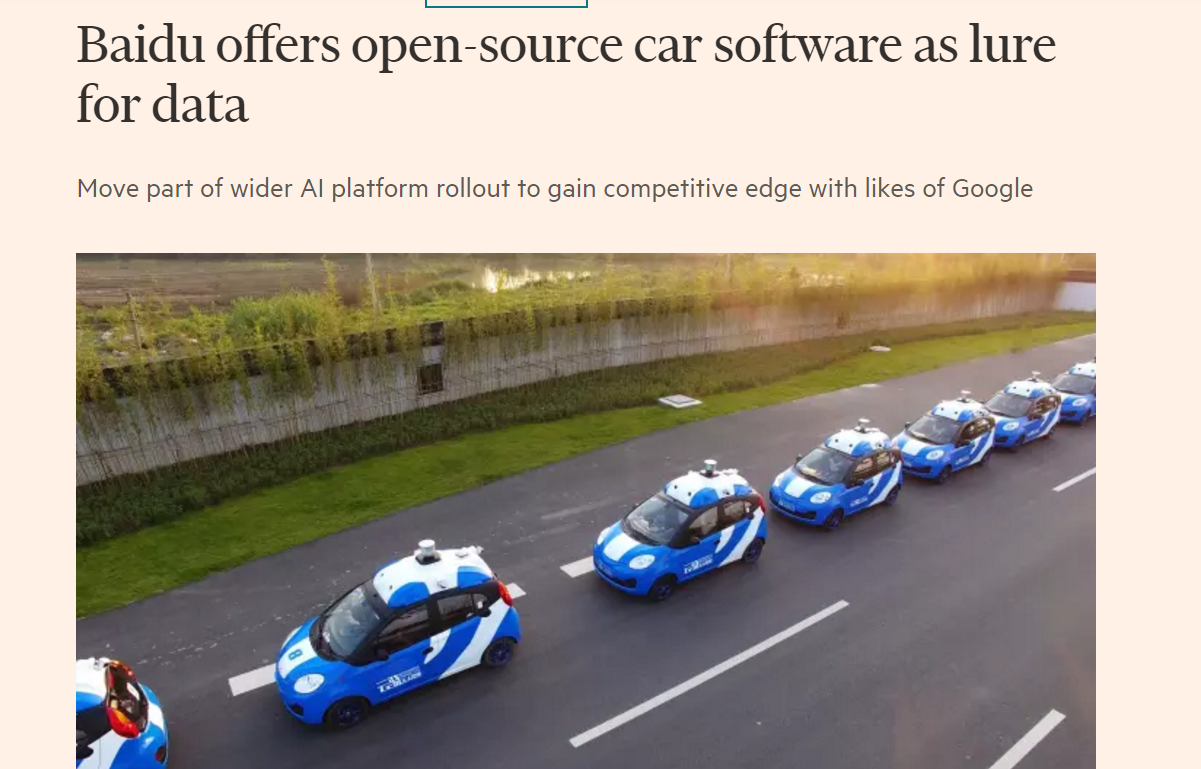 Baidu offers open-source car software as lure
for data
Move part of wider AI platform rollout to gain competitive edge with likes of Google